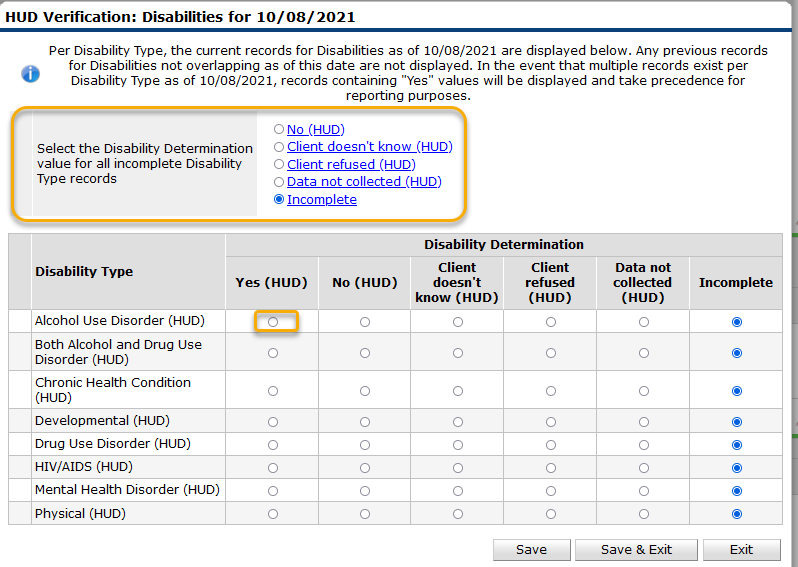 HUD Verification: Disabilities for 10/08/2021
Per Disability Type, the current records for Disabilities as of 10/08/2021 are displayed below. Any previous records
for Disabilities not overlapping as of this date are not displayed. In the event that multiple records exist per
Disability Type as of 10/08/2021, records containing "Yes" values will be displayed and take precedence for
reporting purposes.
Select the Disability Determination
value for all incomplete Disability
Type records
No (HUD)
Client doesn't know (HUD)
Client refused (HUD)
Data not collected (HUD)
Incomplete
Disability Type
Disability Determination
Yes (HUD)
No (HUD)
Client
doesn't
know (HUD)
Client
refused
(HUD)
Data not
collected
(HUD)
Incomplete
Alcohol Use Disorder (HUD)
Both Alcohol and Drug Use
Disorder (HUD)
Chronic Health Condition
(HUD)
Developmental (HUD)
Drug Use Disorder (HUD)
HIV/AIDS (HUD)
Mental Health Disorder (HUD)
Physical (HUD)
Save
Save & Exit
Exit